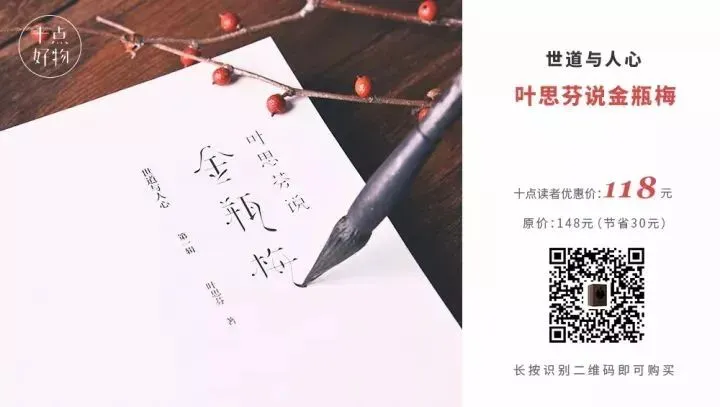 十点
好物
叶思芬说
金瓶梅
世道与人心
第一辑
叶思芬 著
世道与人心
叶思芬说金瓶梅
十点读者优惠价:118元
原价:148元(节省30元)
长按识别二维码即可购买